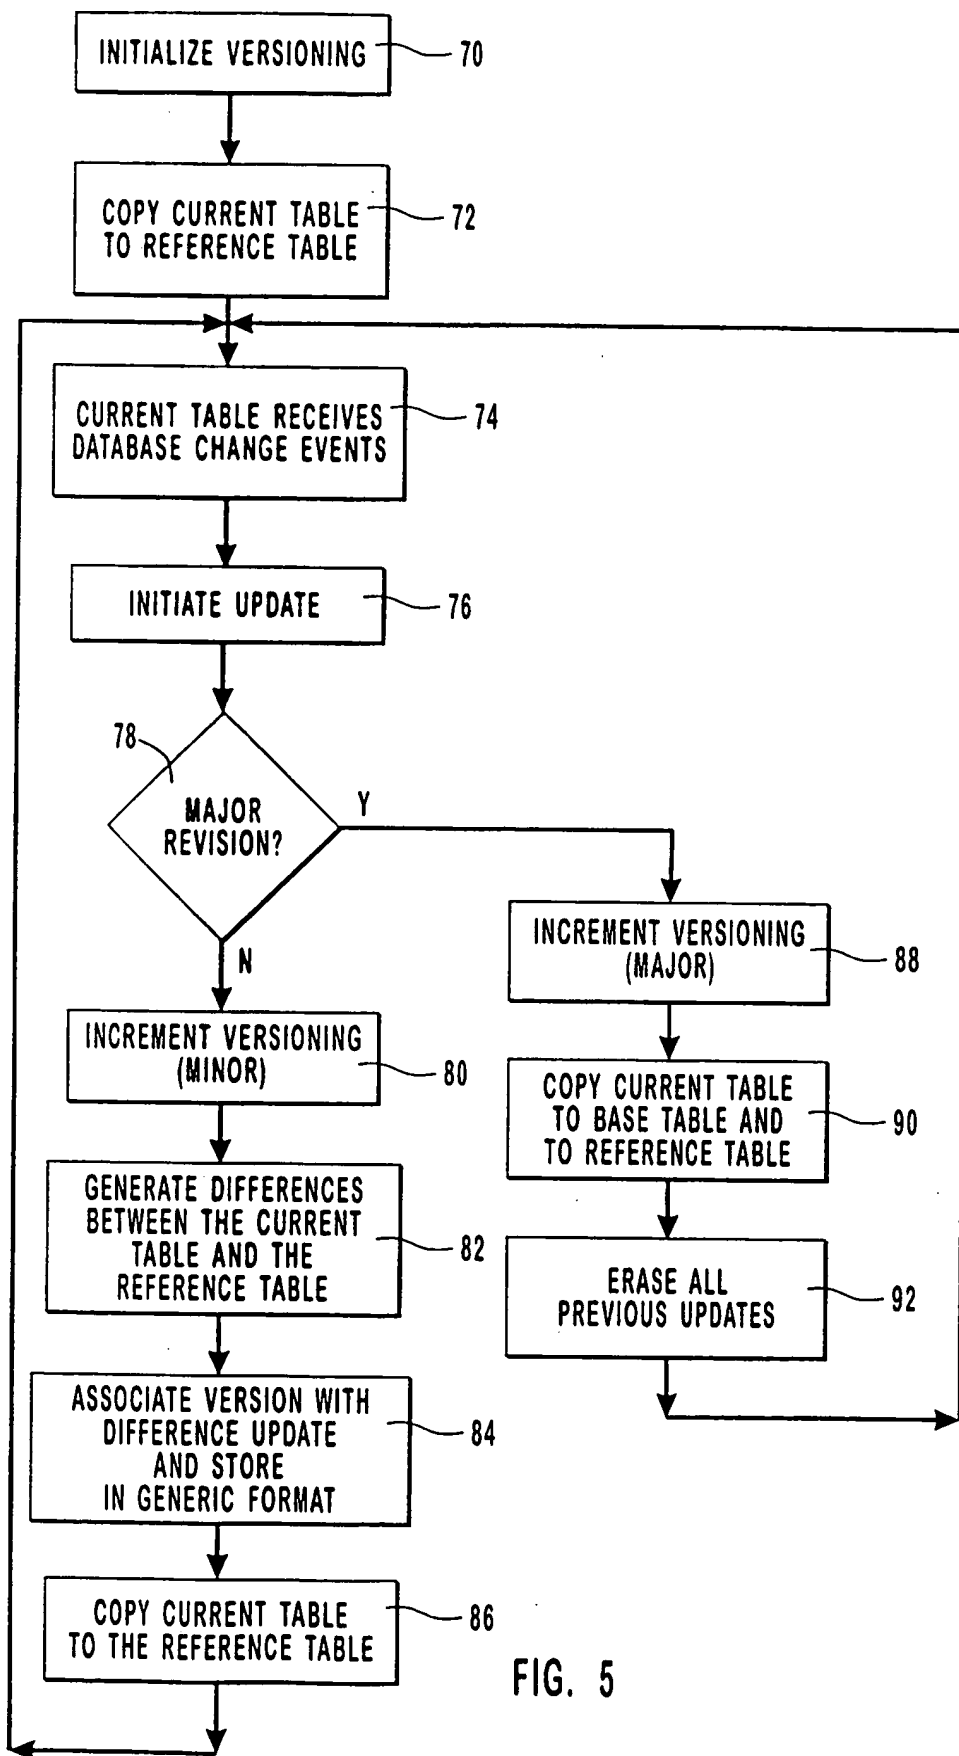 INITIALIZE VERSIONING
70
COPY CURRENT TABLE
TO REFERENCE TABLE
72
CURRENT TABLE RECEIVES
DATABASE CHANGE EVENTS
74
INITIATE UPDATE
76
78
MAJOR
REVISION?
Y
N
INCREMENT VERSIONING
(MINOR)
80
GENERATE DIFFERENCES
BETWEEN THE CURRENT
TABLE AND THE
REFERENCE TABLE
82
ASSOCIATE VERSION WITH
DIFFERENCE UPDATE
AND STORE
IN GENERIC FORMAT
84
COPY CURRENT TABLE
TO THE REFERENCE TABLE
86
INCREMENT VERSIONING
(MAJOR)
88
COPY CURRENT TABLE
TO BASE TABLE AND
TO REFERENCE TABLE
90
ERASE ALL
PREVIOUS UPDATES
92
FIG. 5